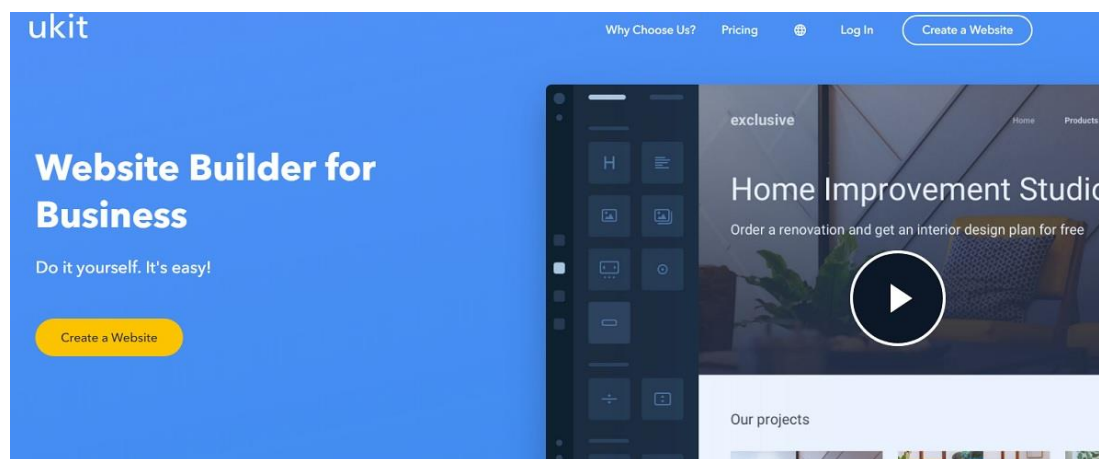 ukit
Why Choose Us? Pricing Log In Create a Website
exclusive
Home Products
Website Builder for
Business
Home Improvement Studio
Order a renovation and get an interior design plan for free
Do it yourself. It's easy!
Create a Website
H
Our projects